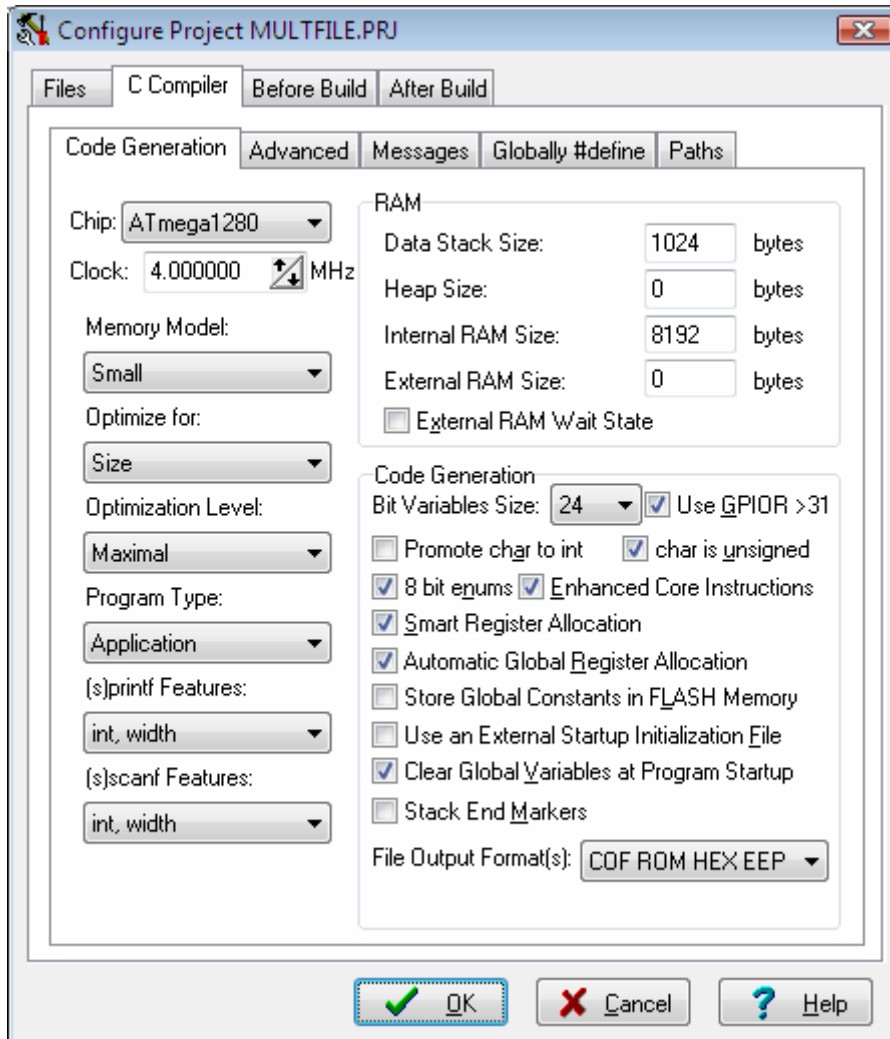 Configure Project MULTFILE.PRJ
Files C Compiler Before Build After Build
Code Generation Advanced Messages Globally #define Paths
Chip: ATmega1280
Clock: 4.000000 MHz
Memory Model:
Small
Optimize for:
Size
Optimization Level:
Maximal
Program Type:
Application
(s)printf Features:
int, width
(s)scanf Features:
int, width
RAM
Data Stack Size: 1024 bytes
Heap Size: 0 bytes
Internal RAM Size: 8192 bytes
External RAM Size: 0 bytes
External RAM Wait State
Code Generation
Bit Variables Size: 24 Use GPIOR >31
Promote char to int char is unsigned
8 bit enums Enhanced Core Instructions
Smart Register Allocation
Automatic Global Register Allocation
Store Global Constants in FLASH Memory
Use an External Startup Initialization File
Clear Global Variables at Program Startup
Stack End Markers
File Output Format(s): COF ROM HEX EEP
OK Cancel Help